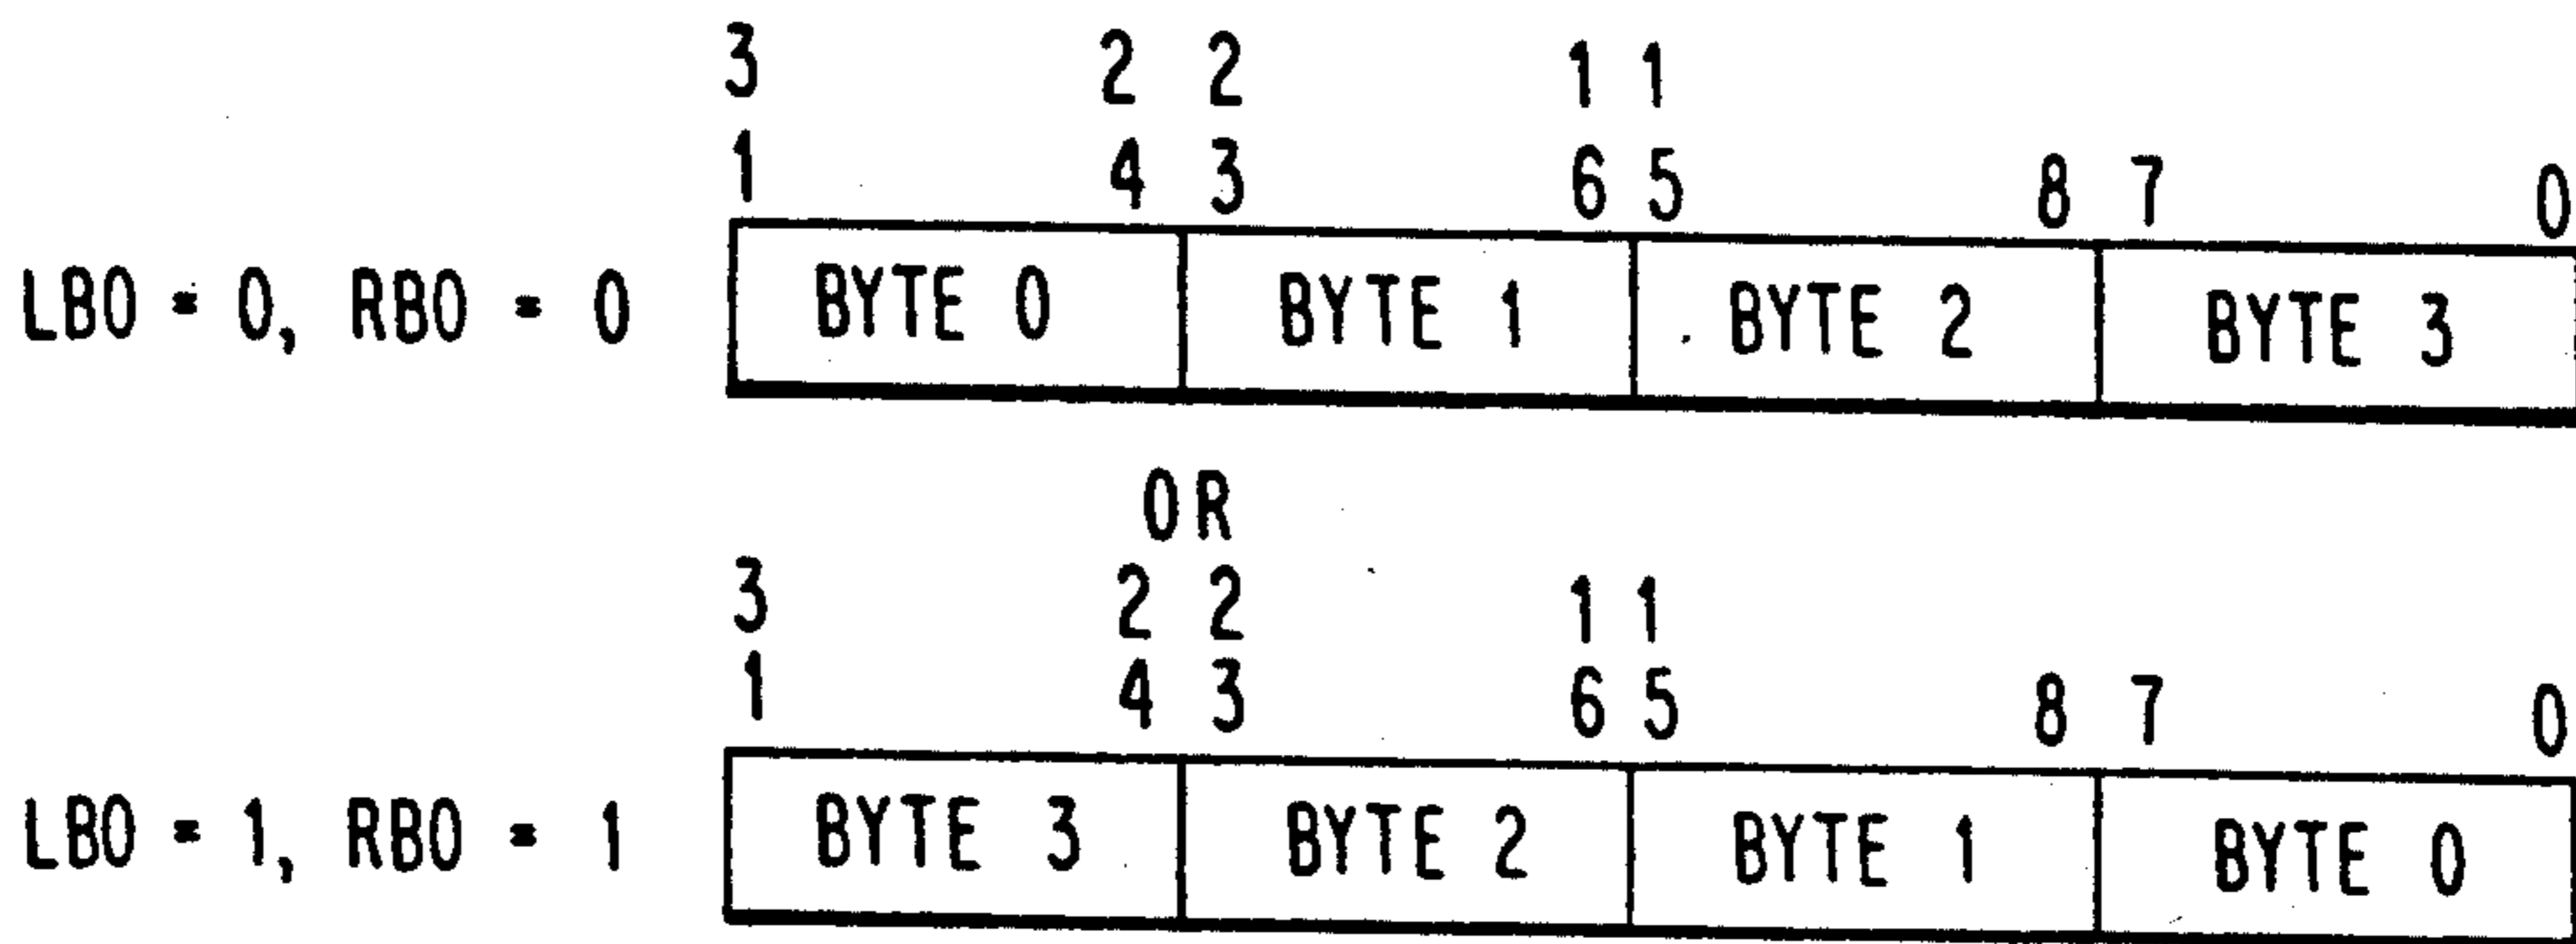 3 2 2 1 1
1 4 3 6 5 8 7 0
LBO = 0, RBO = 0 BYTE 0 BYTE 1 BYTE 2 BYTE 3
OR
3 2 2 1 1
1 4 3 6 5 8 7 0
LBO = 1, RBO = 1 BYTE 3 BYTE 2 BYTE 1 BYTE 0